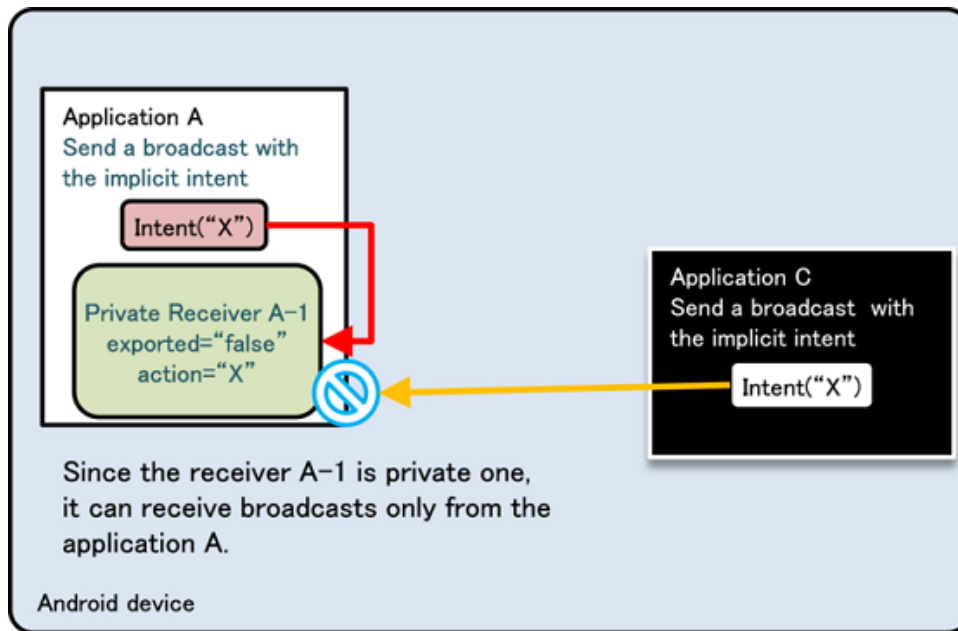 Application A
Send a broadcast with
the implicit intent
Intent(“X”)
Private Receiver A-1
exported=“false”
action=“X”
Application C
Send a broadcast with
the implicit intent
Intent(“X”)
Since the receiver A-1 is private one,
it can receive broadcasts only from the
application A.
Android device